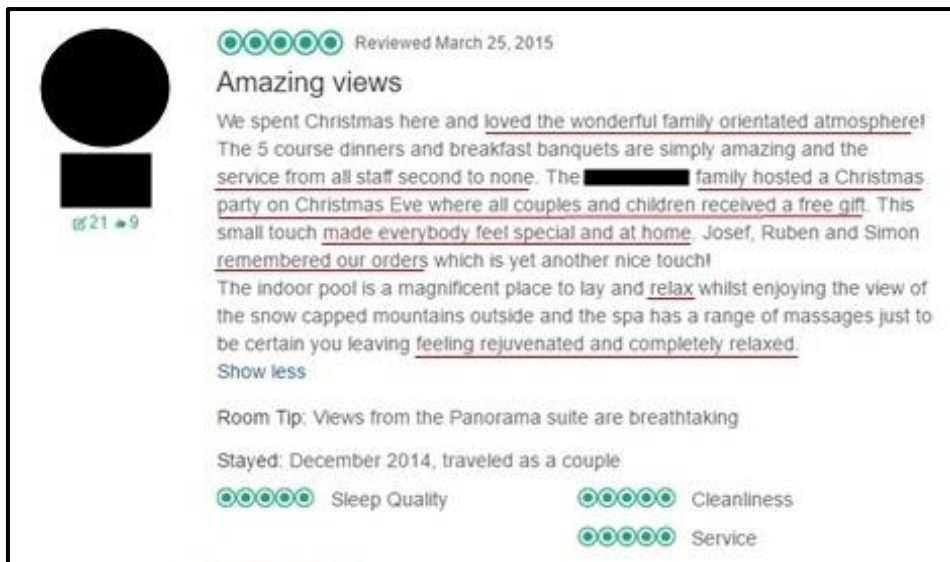 Reviewed March 25, 2015
Amazing views
We spent Christmas here and loved the wonderful family orientated atmosphere!
The 5 course dinners and breakfast banquets are simply amazing and the
service from all staff second to none. The family hosted a Christmas
party on Christmas Eve where all couples and children received a free gift. This
small touch made everybody feel special and at home. Josef, Ruben and Simon
remembered our orders which is yet another nice touch!
The indoor pool is a magnificent place to lay and relax whilst enjoying the view of
the snow capped mountains outside and the spa has a range of massages just to
be certain you leaving feeling rejuvenated and completely relaxed.
Show less
21 9
Room Tip: Views from the Panorama suite are breathtaking
Stayed: December 2014, traveled as a couple
Sleep Quality Cleanliness
Service